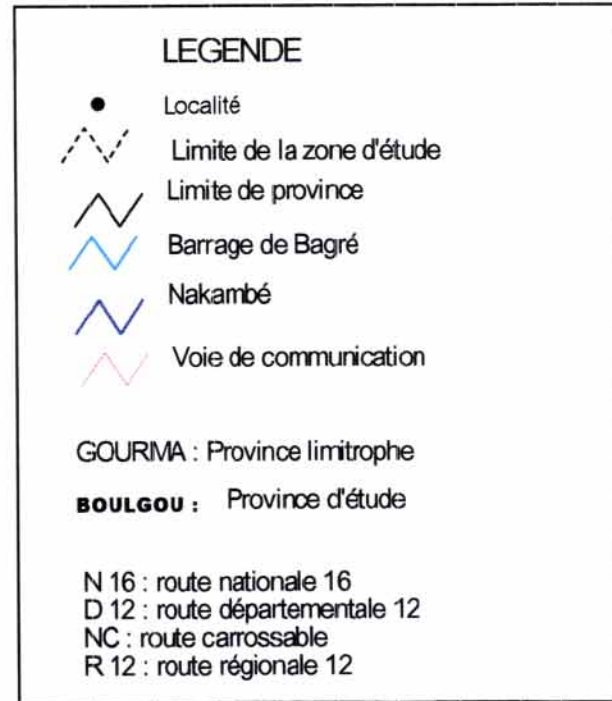 LEGENDE
Localité
Limite de la zone d'étude
Limite de province
Barrage de Bagré
Nakambé
Voie de communication
GOURMA : Province limitrophe
BOULGOU : Province d'étude
N 16 : route nationale 16
D 12 : route départementale 12
NC : route carrossable
R 12 : route régionale 12